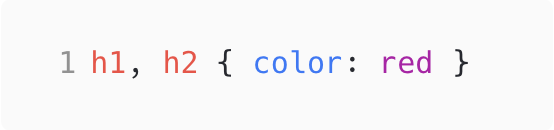 1 h1, h2 { color: red }